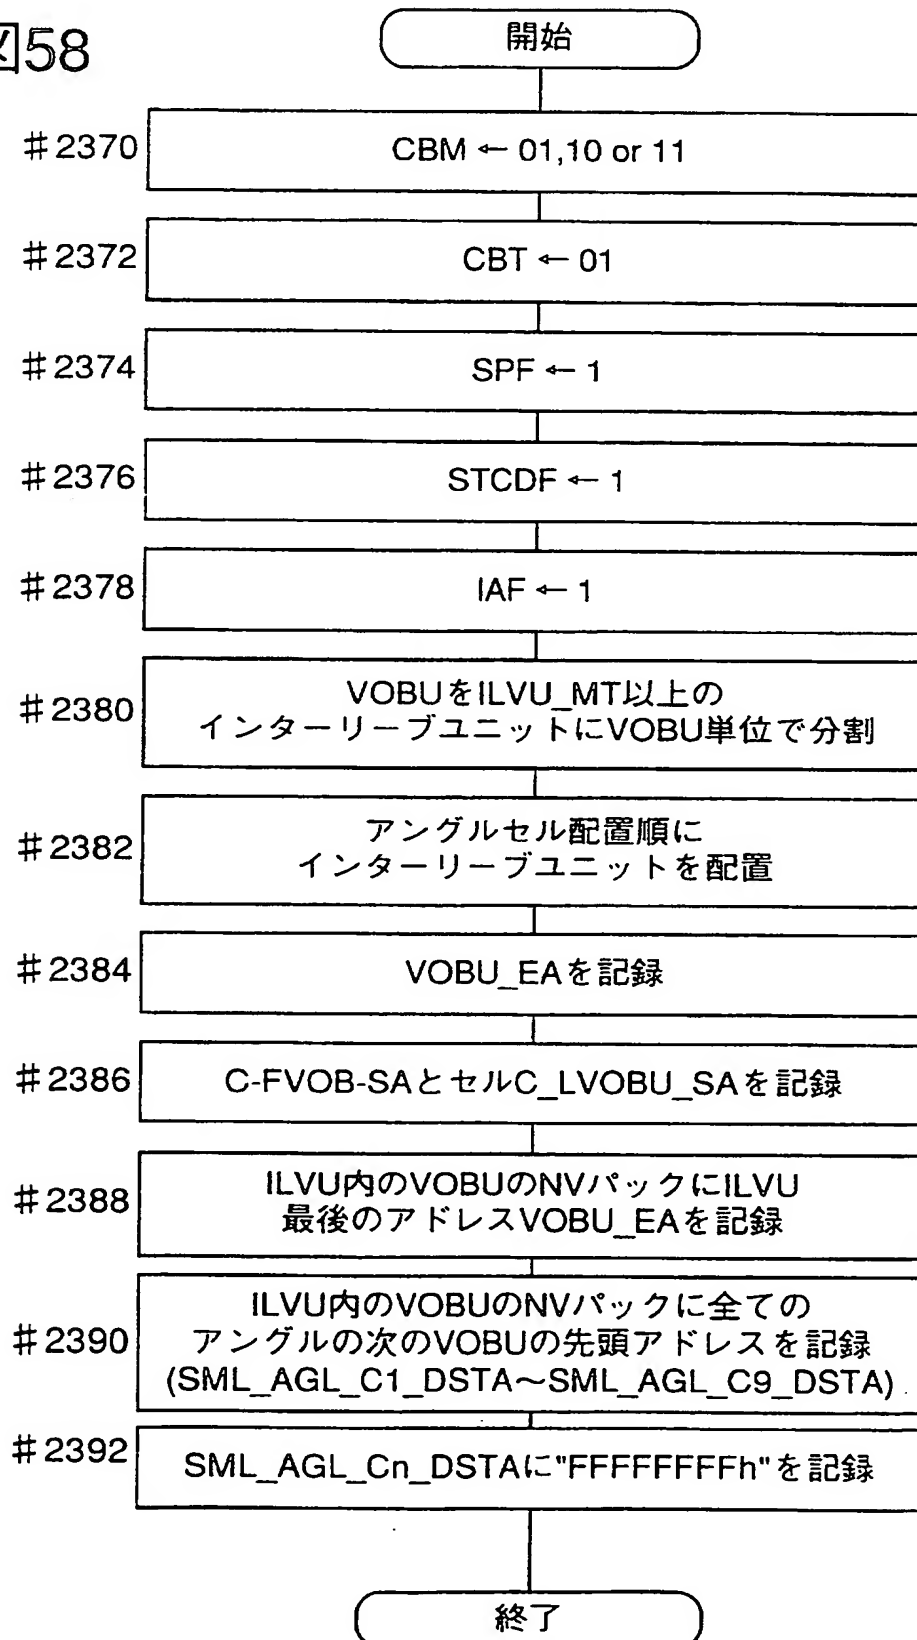 図58
開始
#2370
CBM ← 01,10 or 11
#2372
CBT ← 01
#2374
SPF ← 1
#2376
STCDF ← 1
#2378
IAF ← 1
#2380
VOBUをILVU_MT以上の
インターリーブユニットにVOBU単位で分割
#2382
アングルセル配置順に
インターリーブユニットを配置
#2384
VOBU_EAを記録
#2386
C-FVOB-SAとセルC_LVOBU_SAを記録
#2388
ILVU内のVOBUのNVパックにILVU
最後のアドレスVOBU_EAを記録
#2390
ILVU内のVOBUのNVパックに全ての
アングルの次のVOBUの先頭アドレスを記録
(SML_AGL_C1_DSTA～SML_AGL_C9_DSTA)
#2392
SML_AGL_Cn_DSTAに"FFFFFFFFh"を記録
終了